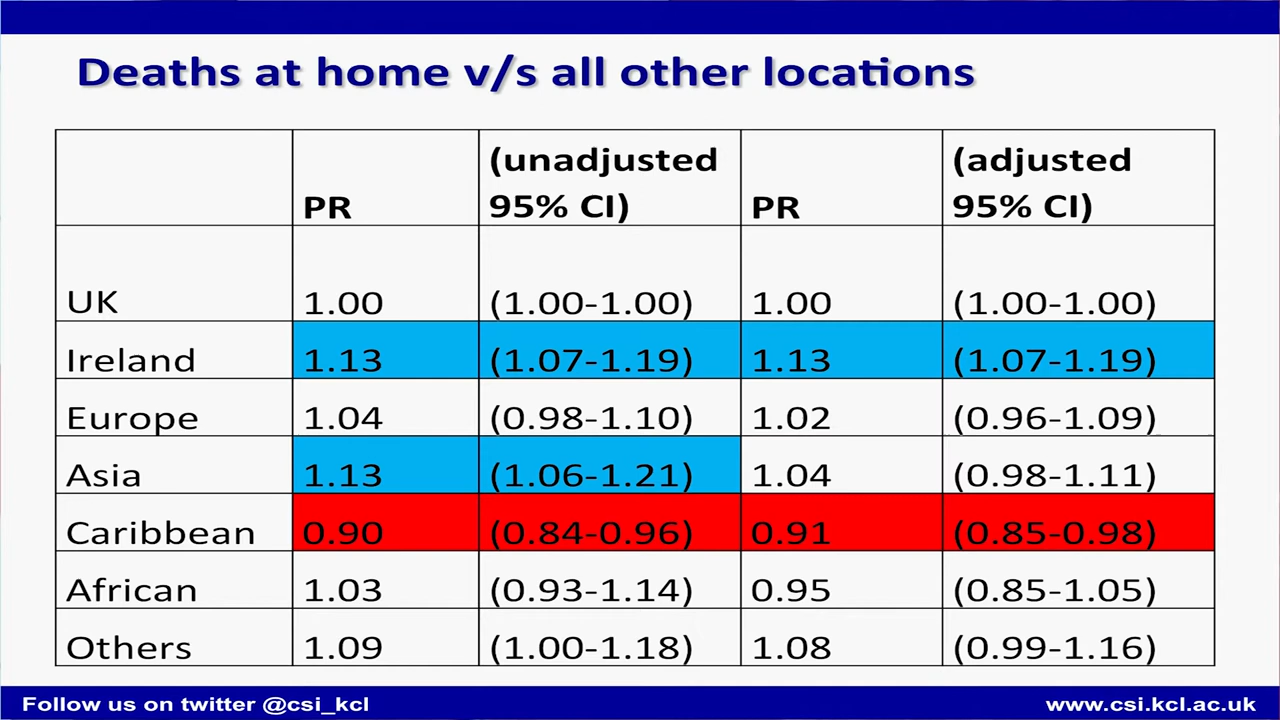 Deaths at home v/s all other locations
PR (unadjusted 95% CI) PR (adjusted 95% CI)
UK 1.00 (1.00-1.00) 1.00 (1.00-1.00)
Ireland 1.13 (1.07-1.19) 1.13 (1.07-1.19)
Europe 1.04 (0.98-1.10) 1.02 (0.96-1.09)
Asia 1.13 (1.06-1.21) 1.04 (0.98-1.11)
Caribbean 0.90 (0.84-0.96) 0.91 (0.85-0.98)
African 1.03 (0.93-1.14) 0.95 (0.85-1.05)
Others 1.09 (1.00-1.18) 1.08 (0.99-1.16)
Follow us on twitter @csi_kcl www.csi.kcl.ac.uk